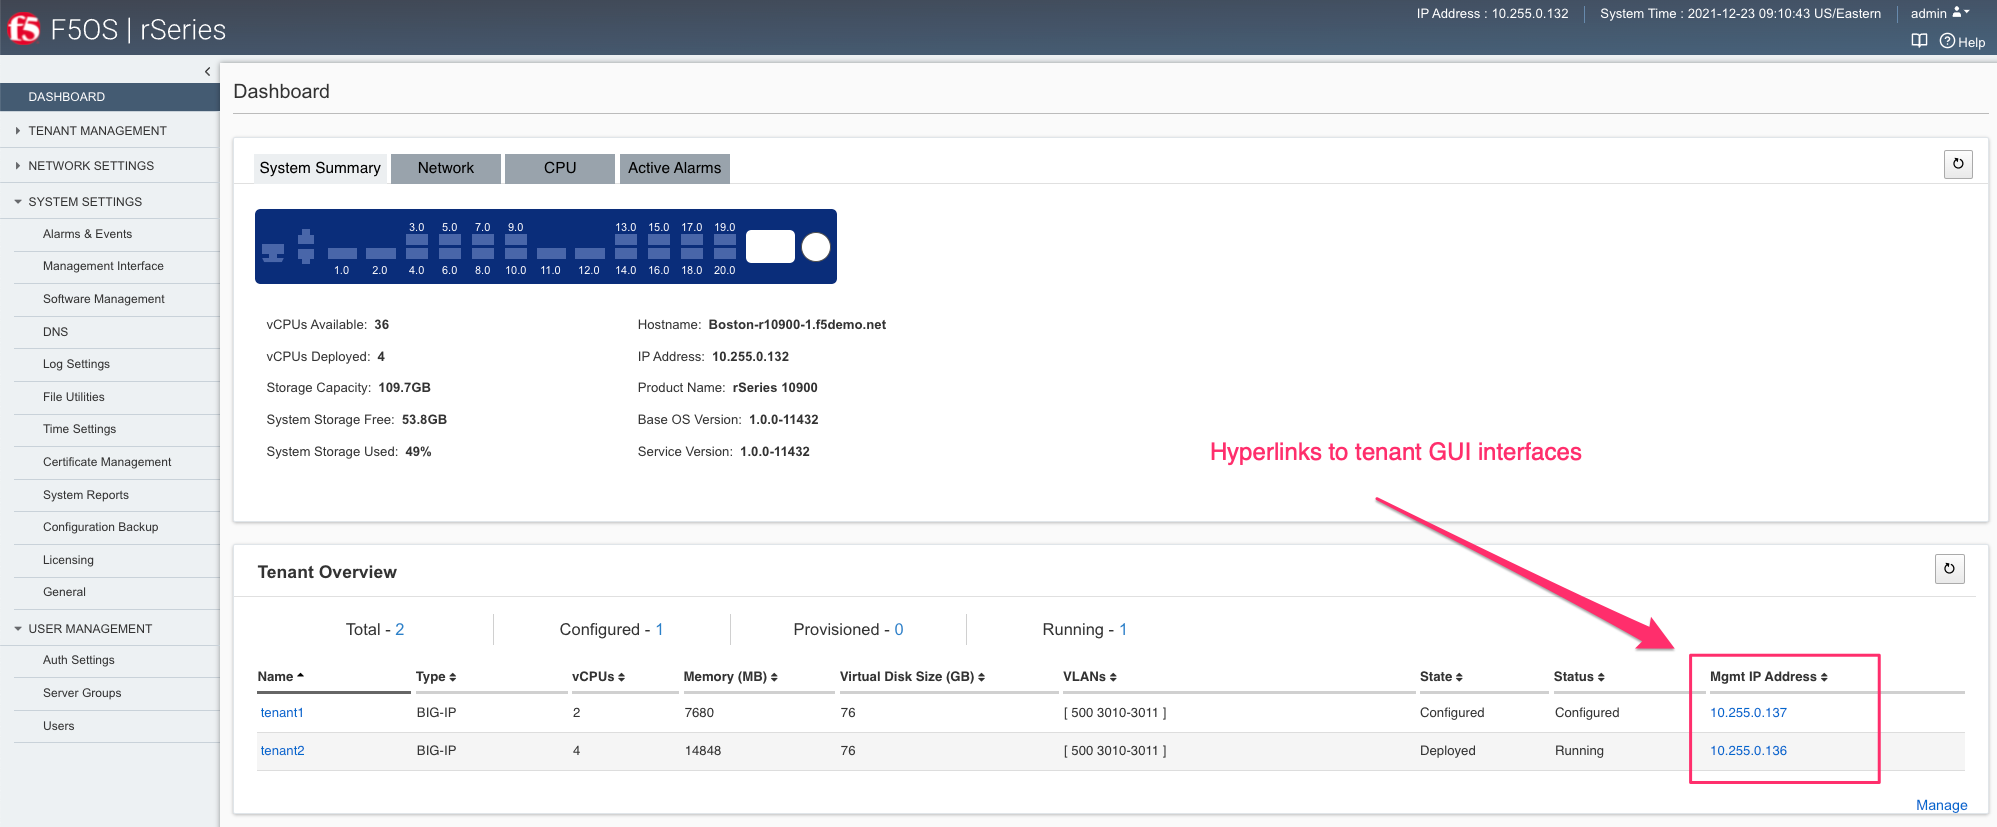 f5 F5OS | rSeries
IP Address : 10.255.0.132 System Time : 2021-12-23 09:10:43 US/Eastern admin
Help
DASHBOARD
TENANT MANAGEMENT
NETWORK SETTINGS
SYSTEM SETTINGS
Alarms & Events
Management Interface
Software Management
DNS
Log Settings
File Utilities
Time Settings
Certificate Management
System Reports
Configuration Backup
Licensing
General
USER MANAGEMENT
Auth Settings
Server Groups
Users
Dashboard
System Summary Network CPU Active Alarms
3.0 5.0 7.0 9.0 13.0 15.0 17.0 19.0
1.0 2.0 4.0 6.0 8.0 10.0 11.0 12.0 14.0 16.0 18.0 20.0
vCPUs Available: 36
vCPUs Deployed: 4
Storage Capacity: 109.7GB
System Storage Free: 53.8GB
System Storage Used: 49%
Hostname: Boston-r10900-1.f5demo.net
IP Address: 10.255.0.132
Product Name: rSeries 10900
Base OS Version: 1.0.0-11432
Service Version: 1.0.0-11432
Hyperlinks to tenant GUI interfaces
Tenant Overview
Total - 2 Configured - 1 Provisioned - 0 Running - 1
Name Type vCPUs Memory (MB) Virtual Disk Size (GB) VLANs State Status Mgmt IP Address
tenant1 BIG-IP 2 7680 76 [ 500 3010-3011 ] Configured Configured 10.255.0.137
tenant2 BIG-IP 4 14848 76 [ 500 3010-3011 ] Deployed Running 10.255.0.136
Manage